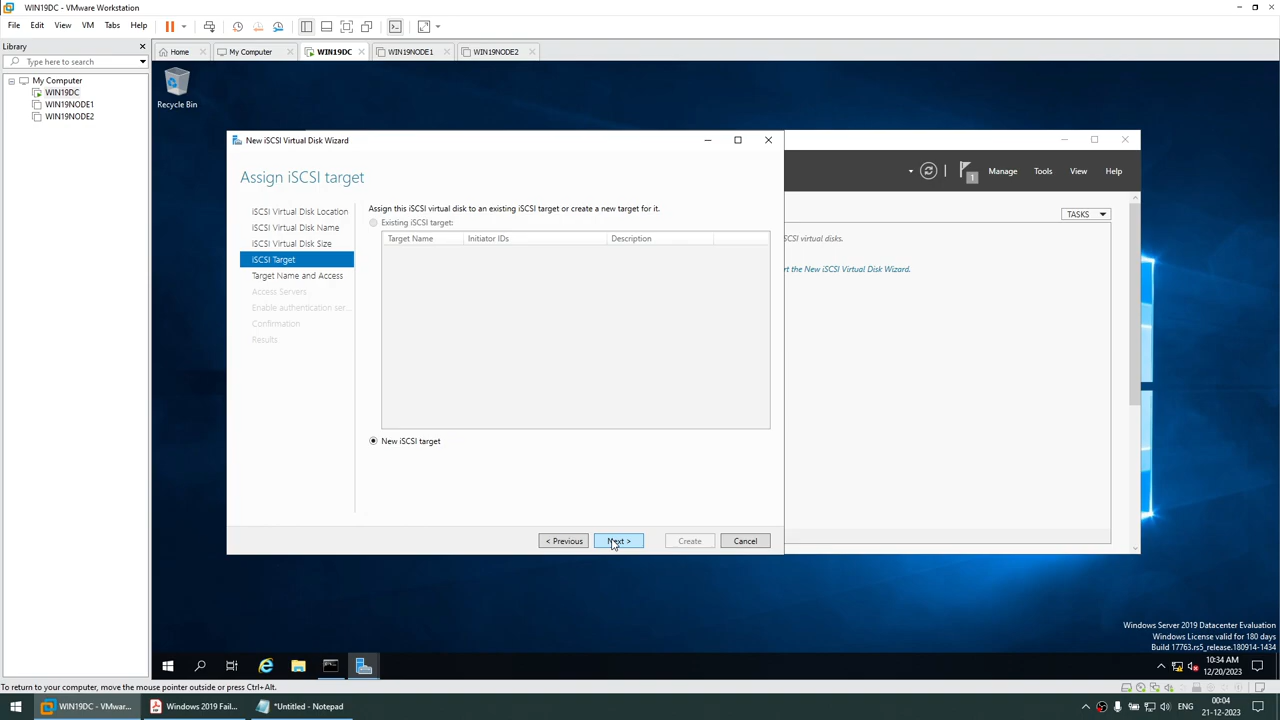 WIN19DC - VMware Workstation
File Edit View VM Tabs Help
Library
Type here to search
My Computer
WIN19DC
WIN19NODE1
WIN19NODE2
Home
My Computer
WIN19DC
WIN19NODE1
WIN19NODE2
Recycle Bin
New iSCSI Virtual Disk Wizard
Assign iSCSI target
iSCSI Virtual Disk Location
iSCSI Virtual Disk Name
iSCSI Virtual Disk Size
iSCSI Target
Target Name and Access
Access Servers
Enable authentication ser...
Confirmation
Results
Assign this iSCSI virtual disk to an existing iSCSI target or create a new target for it.
Existing iSCSI target:
Target Name Initiator IDs Description
New iSCSI target
< Previous Next > Create Cancel
1 Manage Tools View Help
TASKS
iSCSI virtual disks.
rt the New iSCSI Virtual Disk Wizard.
Windows Server 2019 Datacenter Evaluation
Windows License valid for 180 days
Build 17763.rs5_release.180914-1434
10:34 AM
12/20/2023
To return to your computer, move the mouse pointer outside or press Ctrl+Alt.
WIN19DC - VMware...
Windows 2019 Fail...
*Untitled - Notepad
ENG
00:04
21-12-2023